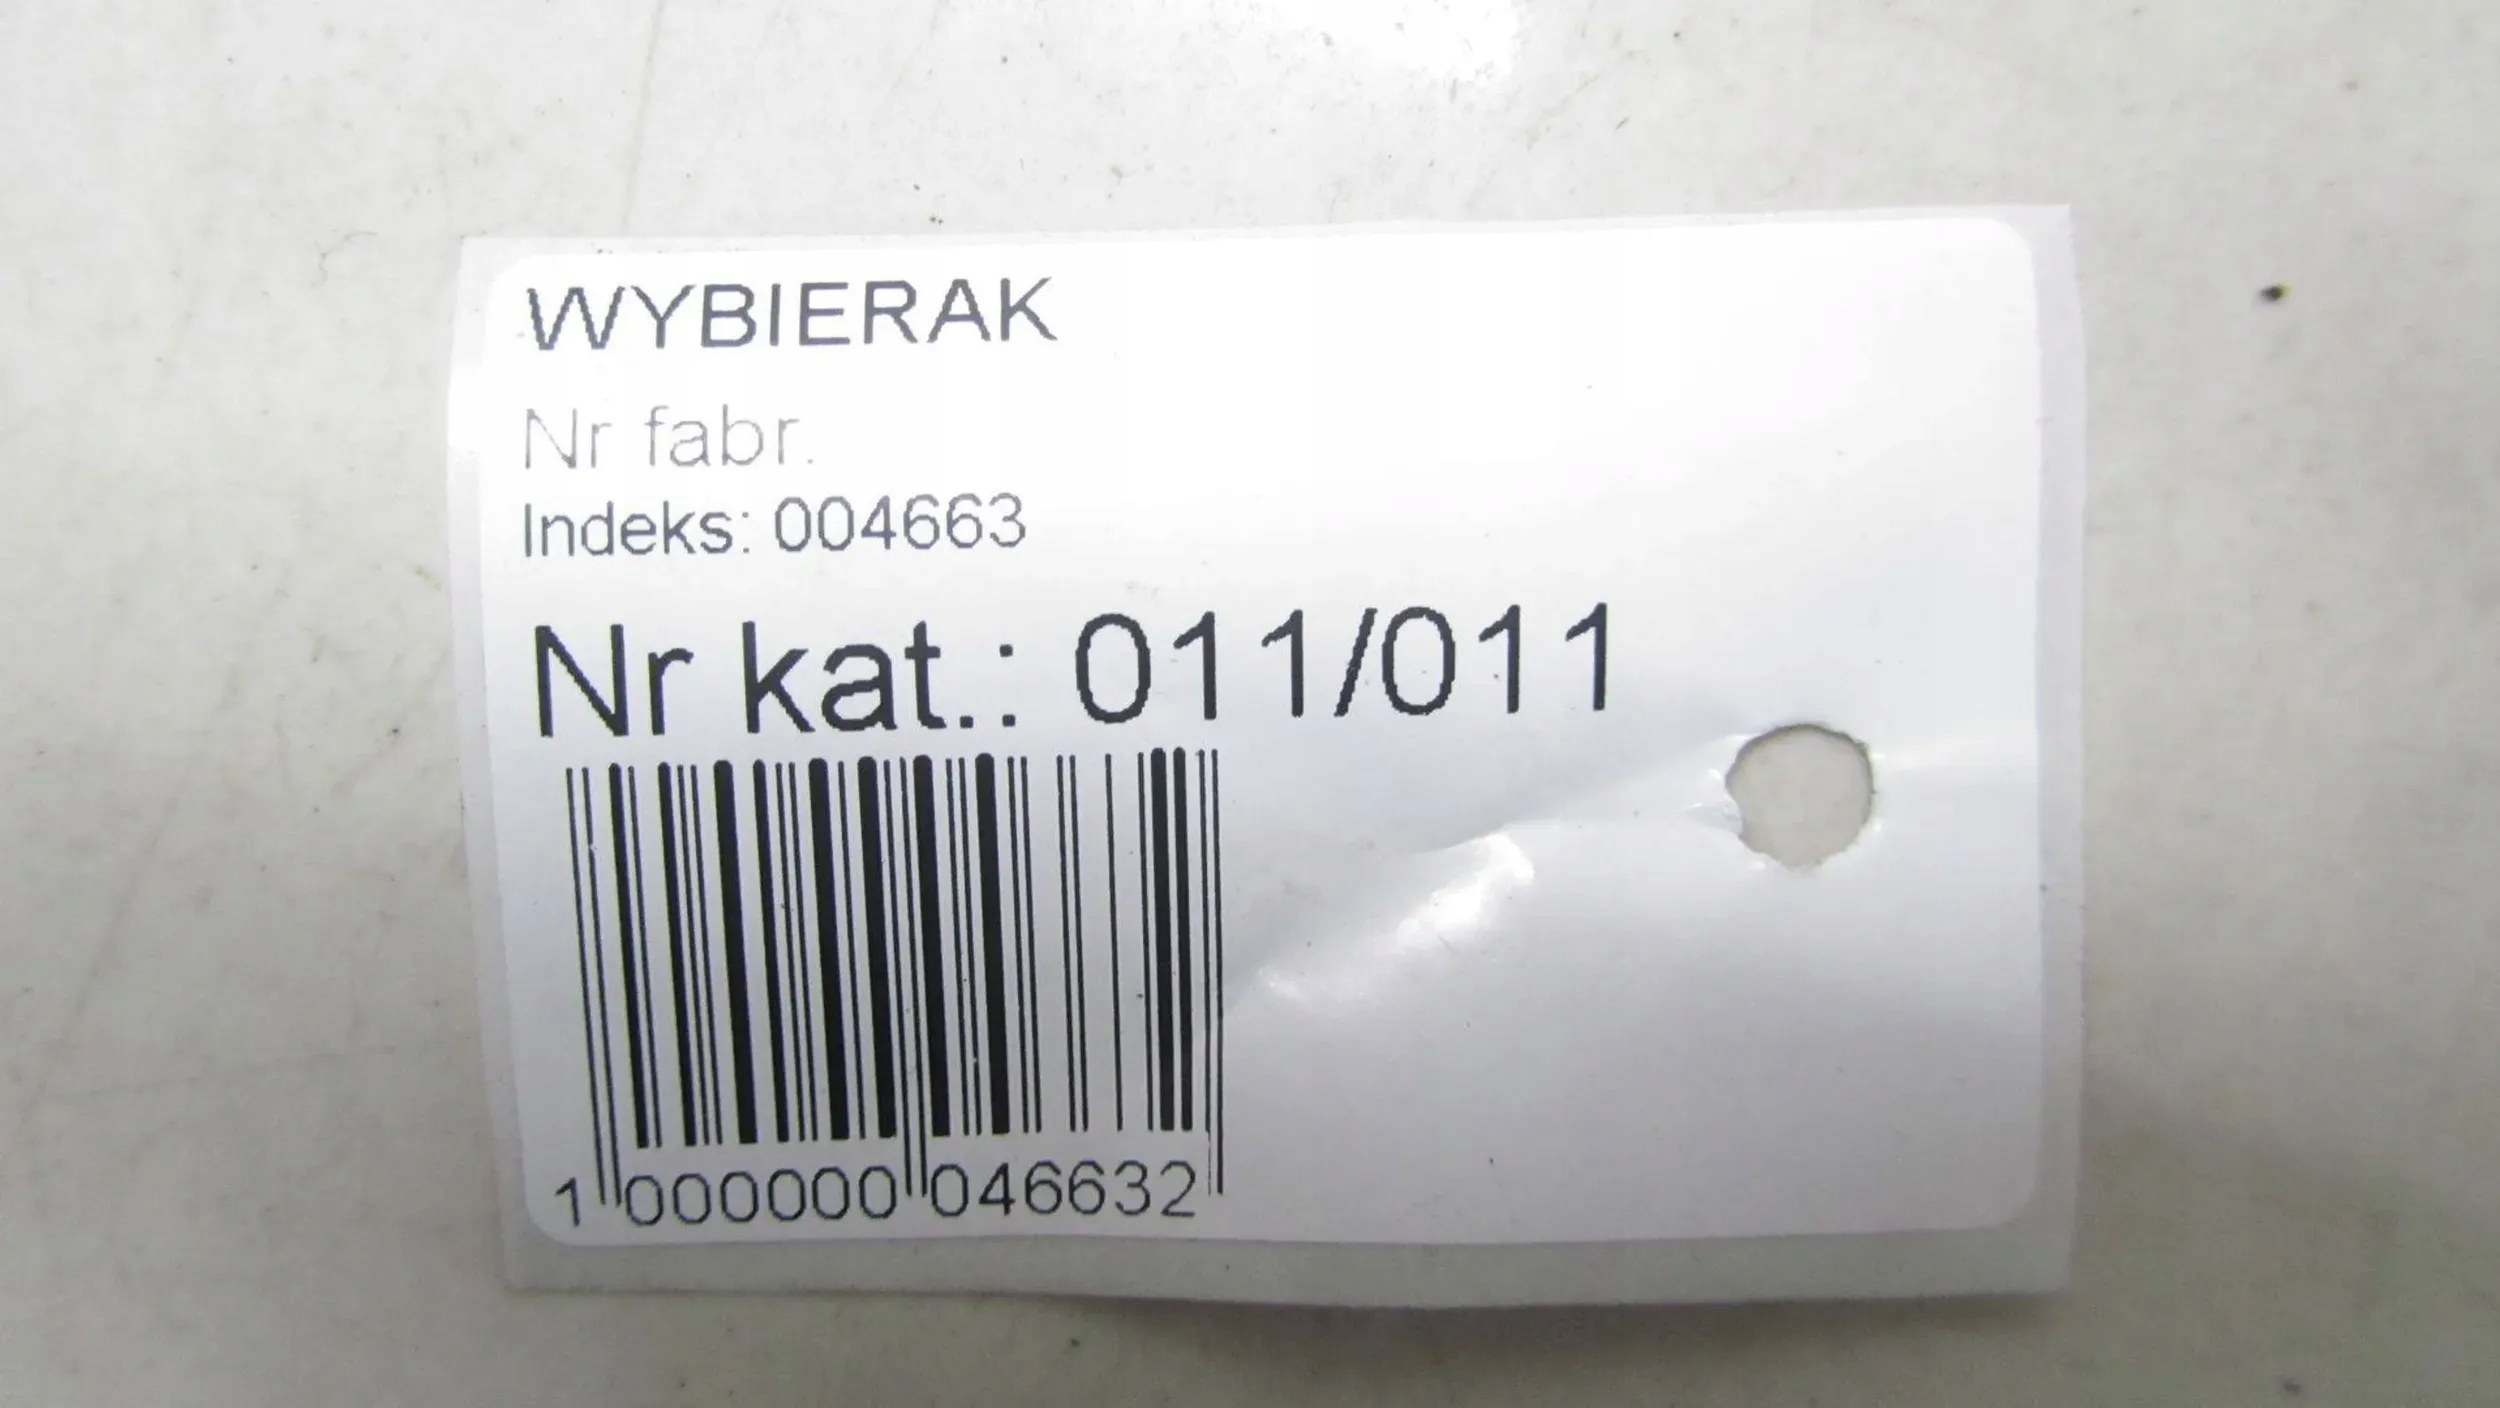 WYBIERAK
Nr fabr.
Indeks: 004663
Nr kat.: 011/011
1 000000 046632